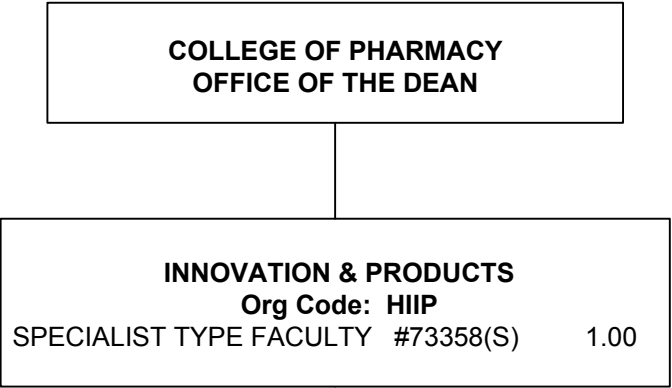 COLLEGE OF PHARMACY
OFFICE OF THE DEAN
INNOVATION & PRODUCTS
Org Code: HIIP
SPECIALIST TYPE FACULTY #73358(S) 1.00